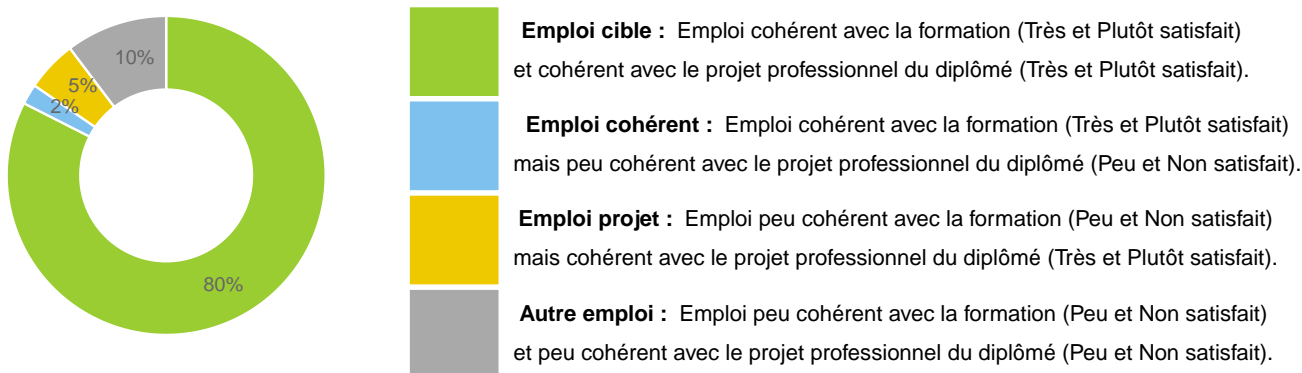 10%
5%
2%
80%
Emploi cible : Emploi cohérent avec la formation (Très et Plutôt satisfait)
et cohérent avec le projet professionnel du diplômé (Très et Plutôt satisfait).
Emploi cohérent : Emploi cohérent avec la formation (Très et Plutôt satisfait)
mais peu cohérent avec le projet professionnel du diplômé (Peu et Non satisfait).
Emploi projet : Emploi peu cohérent avec la formation (Peu et Non satisfait)
mais cohérent avec le projet professionnel du diplômé (Très et Plutôt satisfait).
Autre emploi : Emploi peu cohérent avec la formation (Peu et Non satisfait)
et peu cohérent avec le projet professionnel du diplômé (Peu et Non satisfait).